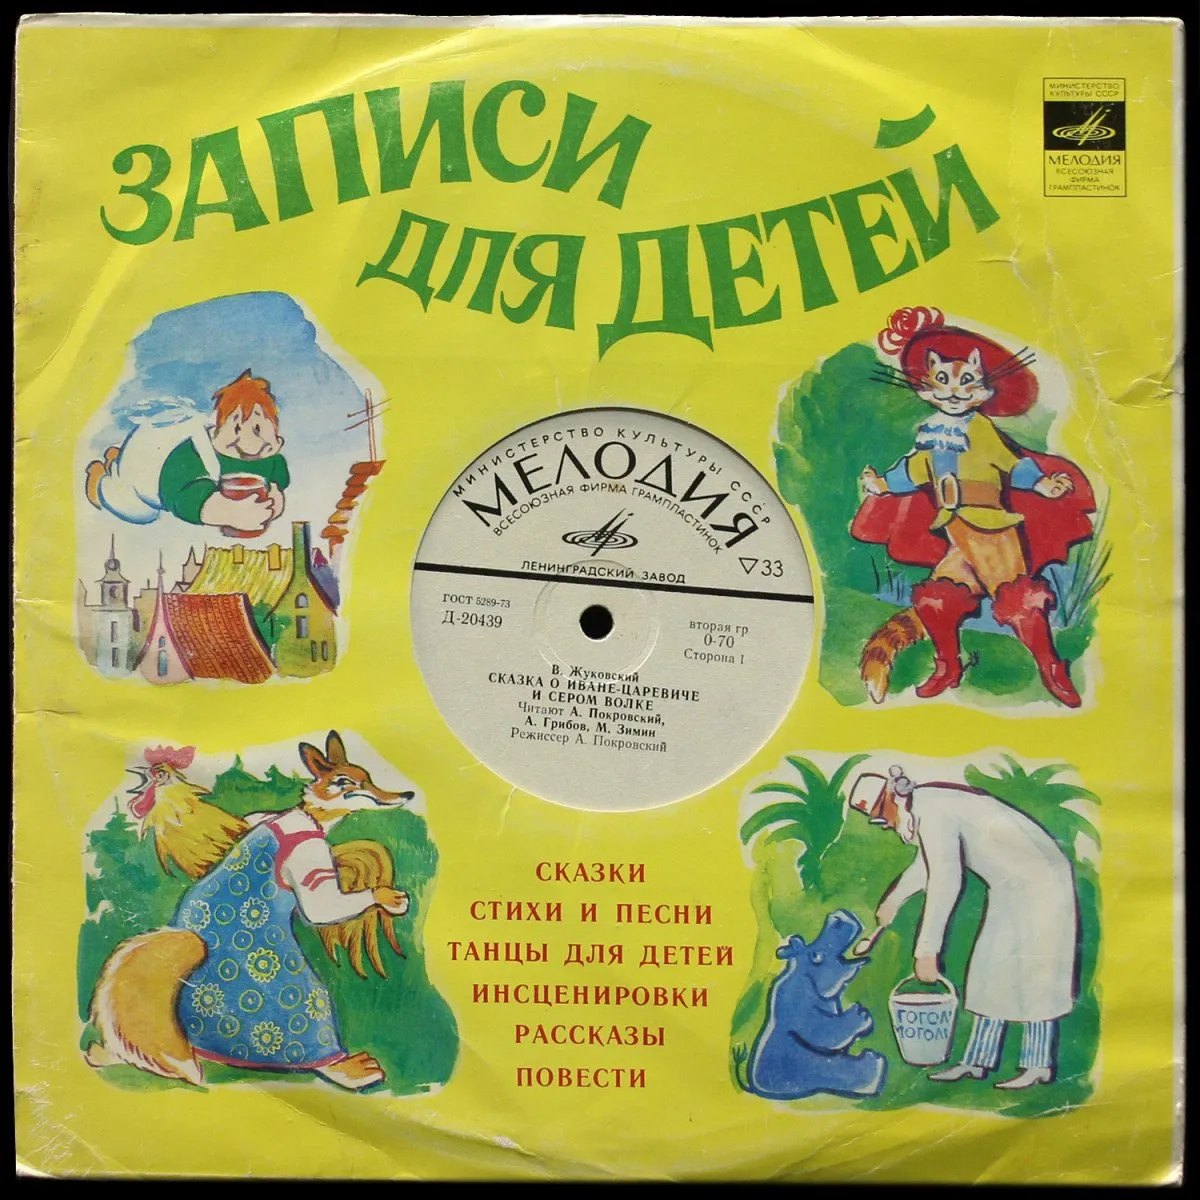 ЗАПИСИ
ДЛЯ ДЕТЕЙ
МИНИСТЕРСТВО
КУЛЬТУРЫ СССР
МЕЛОДИЯ
ВСЕСОЮЗНАЯ
ФИРМА
ГРАМПЛАСТИНОК
МИНИСТЕРСТВО КУЛЬТУРЫ СССР
МЕЛОДИЯ
ВСЕСОЮЗНАЯ ФИРМА ГРАМПЛАСТИНОК
ЛЕНИНГРАДСКИЙ ЗАВОД
▽33
ГОСТ 5289-73
Д-20439
вторая гр
0-70
Сторона 1
В. Жуковский
СКАЗКА О ИВАНЕ-ЦАРЕВИЧЕ
И СЕРОМ ВОЛКЕ
Читают А. Покровский,
А. Грибов, М. Зимин
Режиссер А. Покровский
СКАЗКИ
СТИХИ И ПЕСНИ
ТАНЦЫ ДЛЯ ДЕТЕЙ
ИНСЦЕНИРОВКИ
РАССКАЗЫ
ПОВЕСТИ
ГОГОЛ'
МОГОЛ'